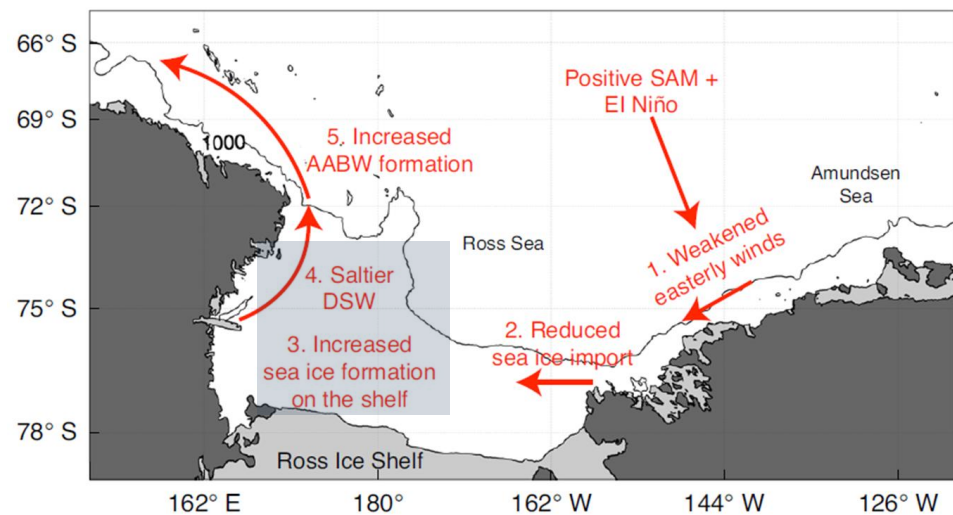 66° S
69° S
72° S
75° S
78° S
Positive SAM +
El Niño
1000
5. Increased
AABW formation
Amundsen
Sea
Ross Sea
1. Weakened
easterly winds
4. Saltier
DSW
2. Reduced
sea ice import
3. Increased
sea ice formation
on the shelf
Ross Ice Shelf
162° E
180°
162° W
144° W
126° W